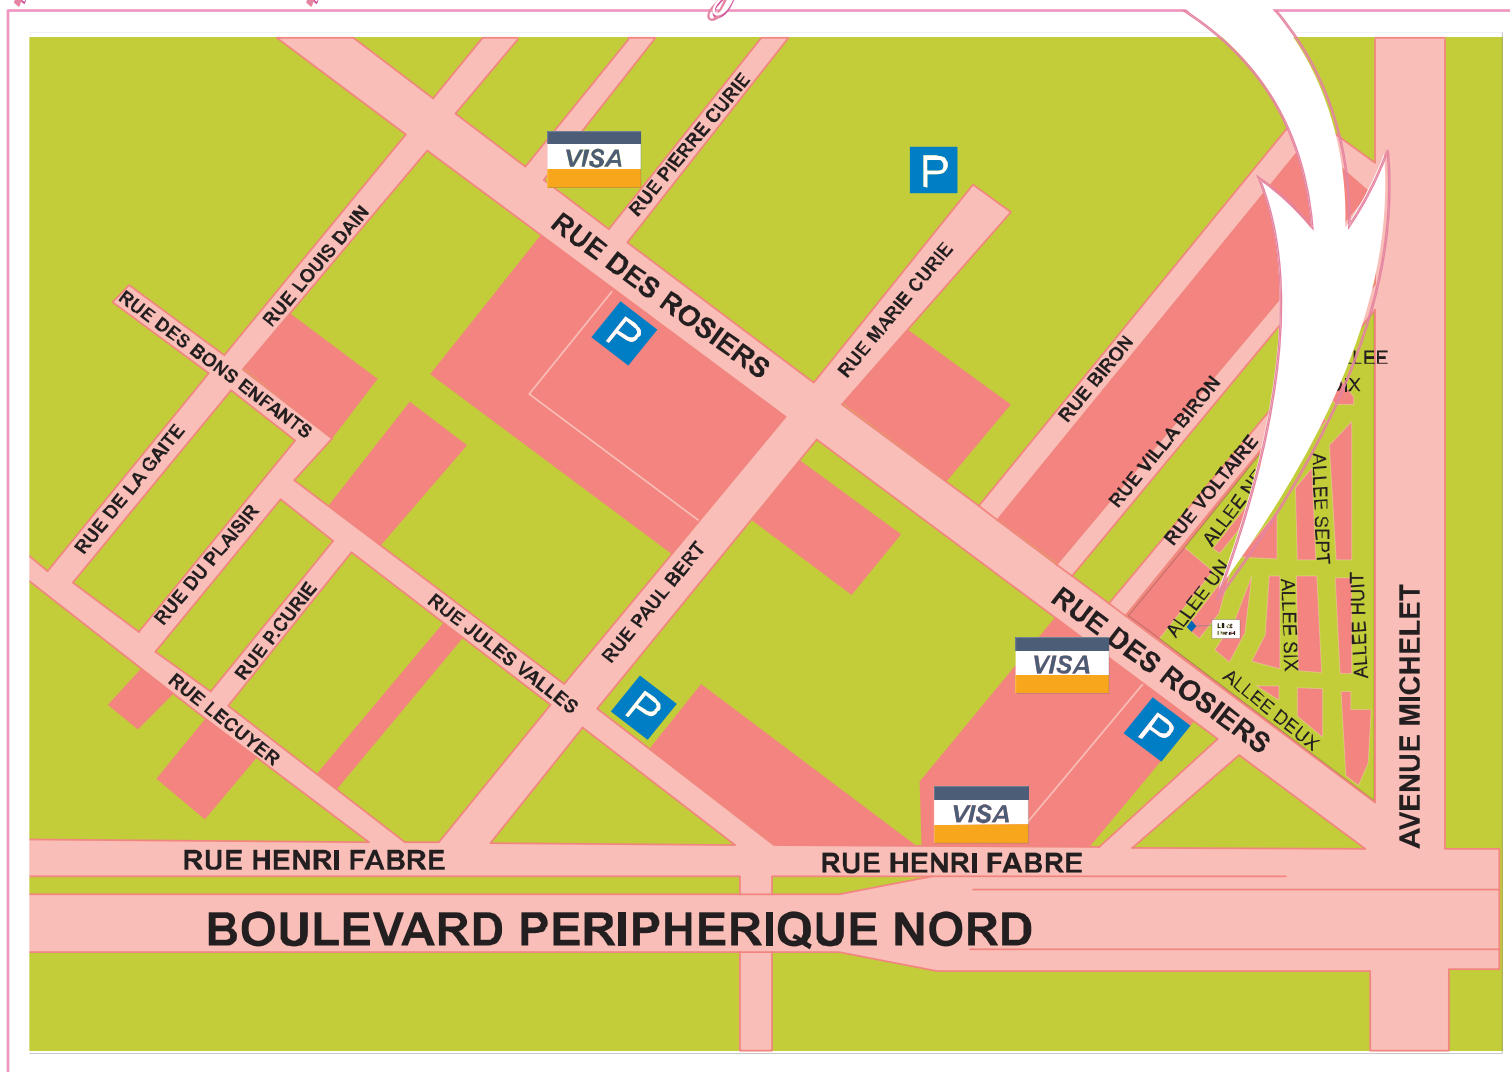 VISA
RUE PIERRE CURIE
P
RUE LOUIS DAIN
RUE DES ROSIERS
P
RUE MARIE CURIE
RUE DES BONS ENFANTS
RUE BIRON
RUE VILLA BIRON
RUE VOLTAIRE
RUE DE LA GAITE
RUE DU PLAISIR
RUE P.CURIE
RUE JULES VALLES
RUE PAUL BERT
RUE LECUYER
ALLEE
ALLEE SEPT
ALLEE UN
ALLEE SIX
ALLEE HUIT
ALLEE DEUX
AVENUE MICHELET
RUE DES ROSIERS
VISA
P
P
VISA
RUE HENRI FABRE
RUE HENRI FABRE
BOULEVARD PERIPHERIQUE NORD